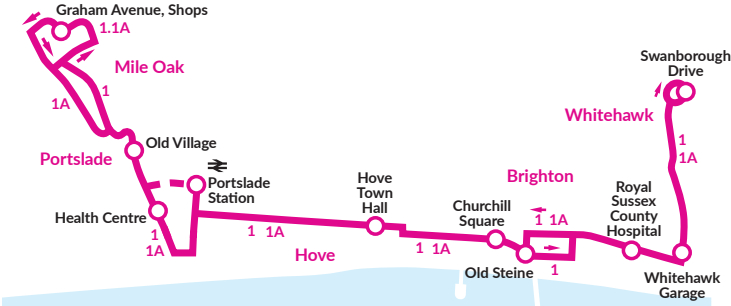 Graham Avenue, Shops
1.1A
Mile Oak
1
1A
Old Village
Portslade
Portslade
Station
Health Centre
1
1A
1 1A
Hove
Hove
Town
Hall
1 1A
Churchill
Square
Old Steine
Brighton
1 1A
1
Royal
Sussex
County
Hospital
Whitehawk
Garage
1
1A
Whitehawk
Swanborough
Drive